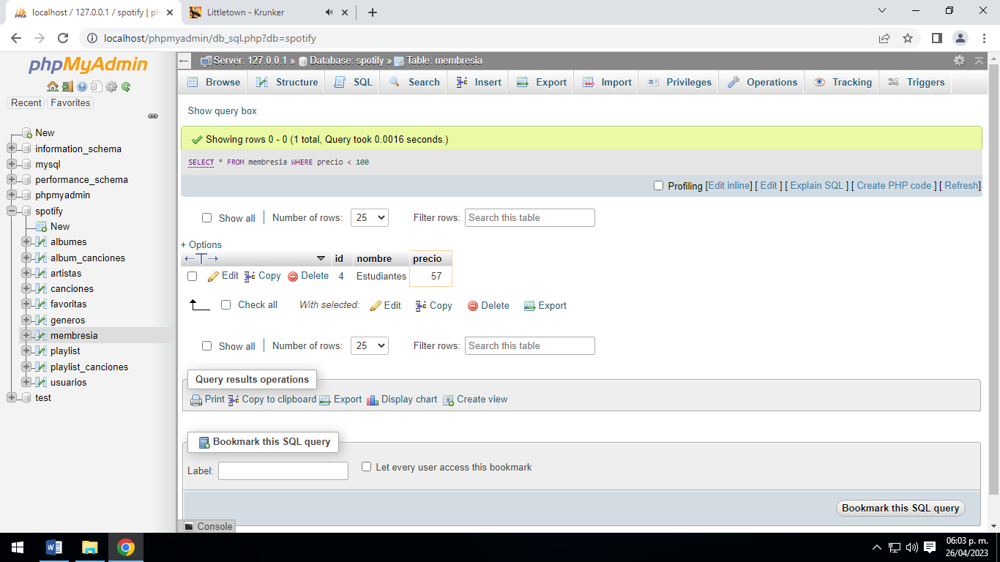 localhost / 127.0.0.1 / spotify | ph
Littletown - Krunker
localhost/phpmyadmin/db_sql.php?db=spotify
phpMyAdmin
Recent Favorites
New
information_schema
mysql
performance_schema
phpmyadmin
spotify
New
albumes
album_canciones
artistas
canciones
favoritas
generos
membresia
playlist
playlist_canciones
usuarios
test
Server: 127.0.0.1 » Database: spotify » Table: membresia
Browse Structure SQL Search Insert Export Import Privileges Operations Tracking Triggers
Show query box
Showing rows 0 - 0 (1 total, Query took 0.0016 seconds.)
SELECT * FROM membresia WHERE precio < 100
Profiling [Edit inline] [ Edit ] [ Explain SQL ] [ Create PHP code ] [ Refresh]
Show all | Number of rows: 25 Filter rows: Search this table
+ Options
←T→ id nombre precio
Edit Copy Delete 4 Estudiantes 57
Check all With selected: Edit Copy Delete Export
Show all | Number of rows: 25 Filter rows: Search this table
Query results operations
Print Copy to clipboard Export Display chart Create view
Bookmark this SQL query
Label: Let every user access this bookmark
Bookmark this SQL query
Console
06:03 p. m.
26/04/2023